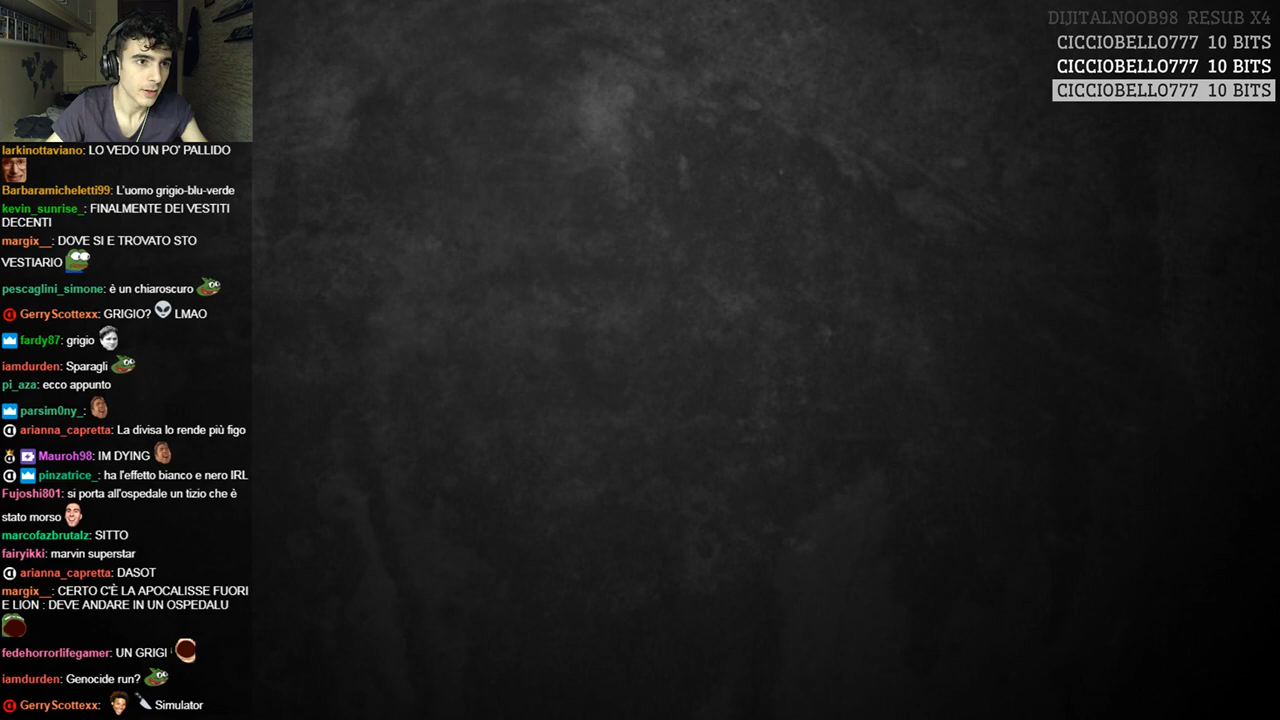 DIJITALNOOB98 RESUB X4
CICCIOBELLO777 10 BITS
CICCIOBELLO777 10 BITS
CICCIOBELLO777 10 BITS
larkinottaviano: LO VEDO UN PO' PALLIDO
Barbaramicheletti99: L'uomo grigio-blu-verde
kevin_sunrise_: FINALMENTE DEI VESTITI
DECENTI
margix__: DOVE SI E TROVATO STO
VESTIARIO
pescaglini_simone: è un chiaroscuro
GerryScottexx: GRIGIO? LMAO
fardy87: grigio
iamdurden: Sparagli
pi_aza: ecco appunto
parsim0ny_:
arianna_capretta: La divisa lo rende più figo
Mauroh98: IM DYING
pinzatrice_: ha l'effetto bianco e nero IRL
Fujoshi801: si porta all'ospedale un tizio che è
stato morso
marcofazbrutalz: SITTO
fairyikki: marvin superstar
arianna_capretta: DASOT
margix__: CERTO C'È LA APOCALISSE FUORI
E LION : DEVE ANDARE IN UN OSPEDALU
fedehorrorlifegamer: UN GRIGI
iamdurden: Genocide run?
GerryScottexx: Simulator